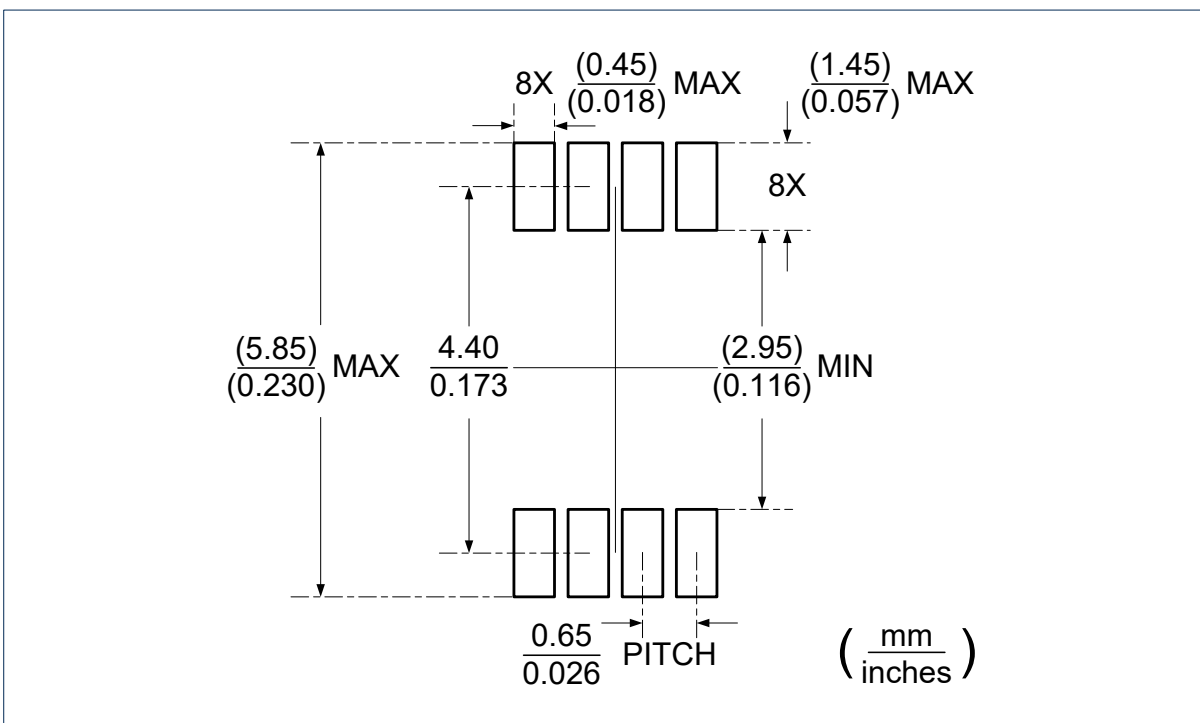 8X (0.45) MAX (1.45) MAX
(0.018) (0.057)
8X
(5.85) MAX 4.40 (2.95) MIN
(0.230) 0.173 (0.116)
0.65 PITCH ( mm )
0.026 inches